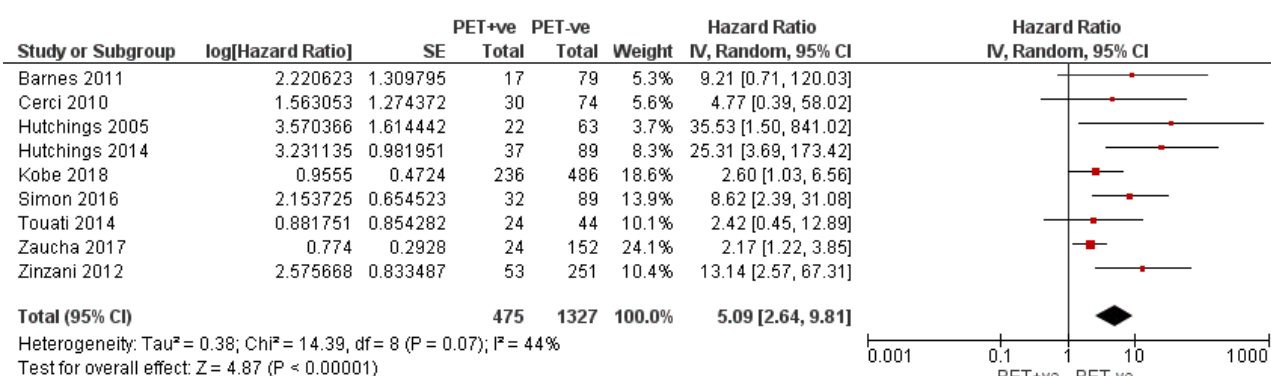 PET+ve PET-ve Hazard Ratio Hazard Ratio
Study or Subgroup log[Hazard Ratio] SE Total Total Weight IV, Random, 95% CI IV, Random, 95% CI
Barnes 2011 2.220623 1.309795 17 79 5.3% 9.21 [0.71, 120.03]
Cerci 2010 1.563053 1.274372 30 74 5.6% 4.77 [0.39, 58.02]
Hutchings 2005 3.570366 1.614442 22 63 3.7% 35.53 [1.50, 841.02]
Hutchings 2014 3.231135 0.981951 37 89 8.3% 25.31 [3.69, 173.42]
Kobe 2018 0.9555 0.4724 236 486 18.6% 2.60 [1.03, 6.56]
Simon 2016 2.153725 0.654523 32 89 13.9% 8.62 [2.39, 31.08]
Touati 2014 0.881751 0.854282 24 44 10.1% 2.42 [0.45, 12.89]
Zaucha 2017 0.774 0.2928 24 152 24.1% 2.17 [1.22, 3.85]
Zinzani 2012 2.575668 0.833487 53 251 10.4% 13.14 [2.57, 67.31]
Total (95% CI) 475 1327 100.0% 5.09 [2.64, 9.81]
Heterogeneity: Tau² = 0.38; Chi² = 14.39, df = 8 (P = 0.07); I² = 44%
Test for overall effect: Z = 4.87 (P < 0.00001)
0.001 0.1 1 10 1000
PET+ve PET-ve